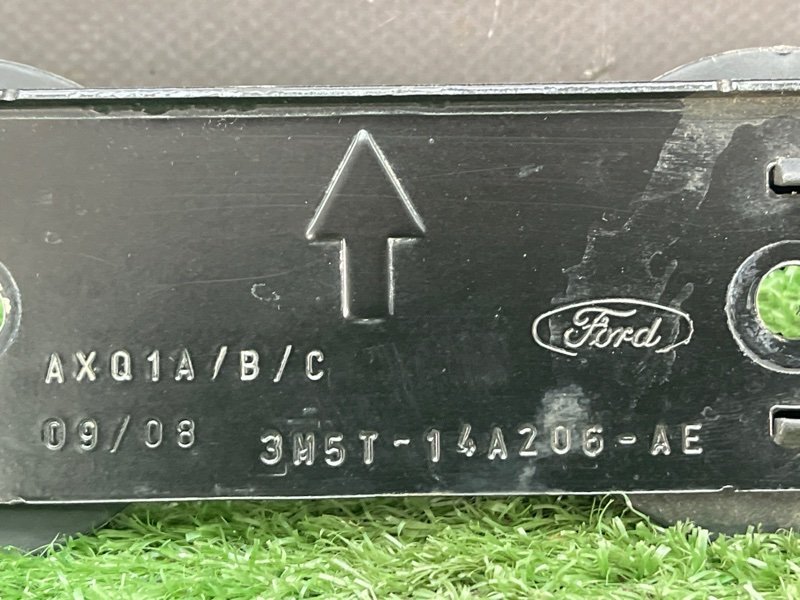 Ford
AXQ1A/B/C
09/08
3M5T-14A206-AE